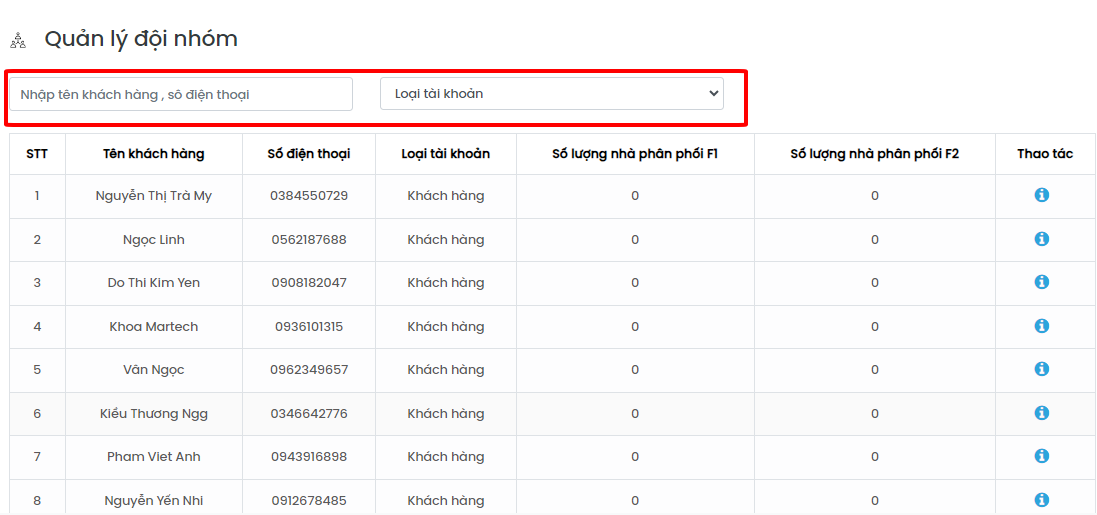 Quản lý đội nhóm
Nhập tên khách hàng , số điện thoại Loại tài khoản
STT Tên khách hàng Số điện thoại Loại tài khoản Số lượng nhà phân phối F1 Số lượng nhà phân phối F2 Thao tác
1 Nguyễn Thị Trà My 0384550729 Khách hàng 0 0
2 Ngọc Linh 0562187688 Khách hàng 0 0
3 Do Thi Kim Yen 0908182047 Khách hàng 0 0
4 Khoa Martech 0936101315 Khách hàng 0 0
5 Vân Ngọc 0962349657 Khách hàng 0 0
6 Kiều Thương Ngg 0346642776 Khách hàng 0 0
7 Pham Viet Anh 0943916898 Khách hàng 0 0
8 Nguyễn Yến Nhi 0912678485 Khách hàng 0 0